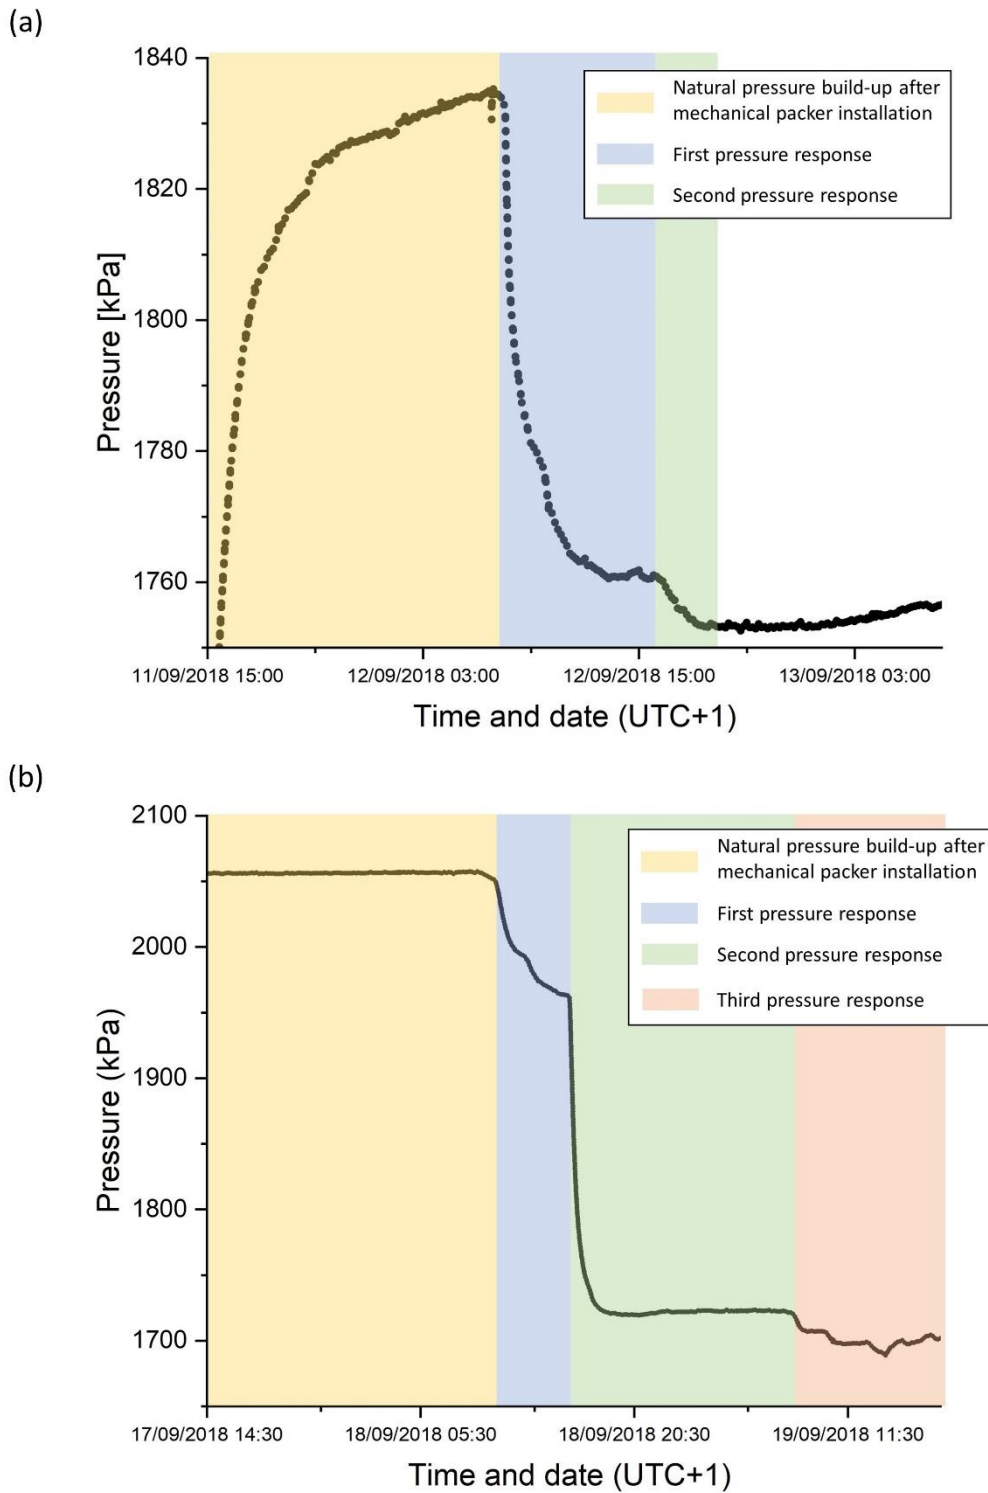 (a)
1840
1820
1800
1780
1760
Pressure [kPa]
Natural pressure build-up after
mechanical packer installation
First pressure response
Second pressure response
11/09/2018 15:00
12/09/2018 03:00
12/09/2018 15:00
13/09/2018 03:00
Time and date (UTC+1)
(b)
2100
2000
1900
1800
1700
Pressure (kPa)
Natural pressure build-up after
mechanical packer installation
First pressure response
Second pressure response
Third pressure response
17/09/2018 14:30
18/09/2018 05:30
18/09/2018 20:30
19/09/2018 11:30
Time and date (UTC+1)